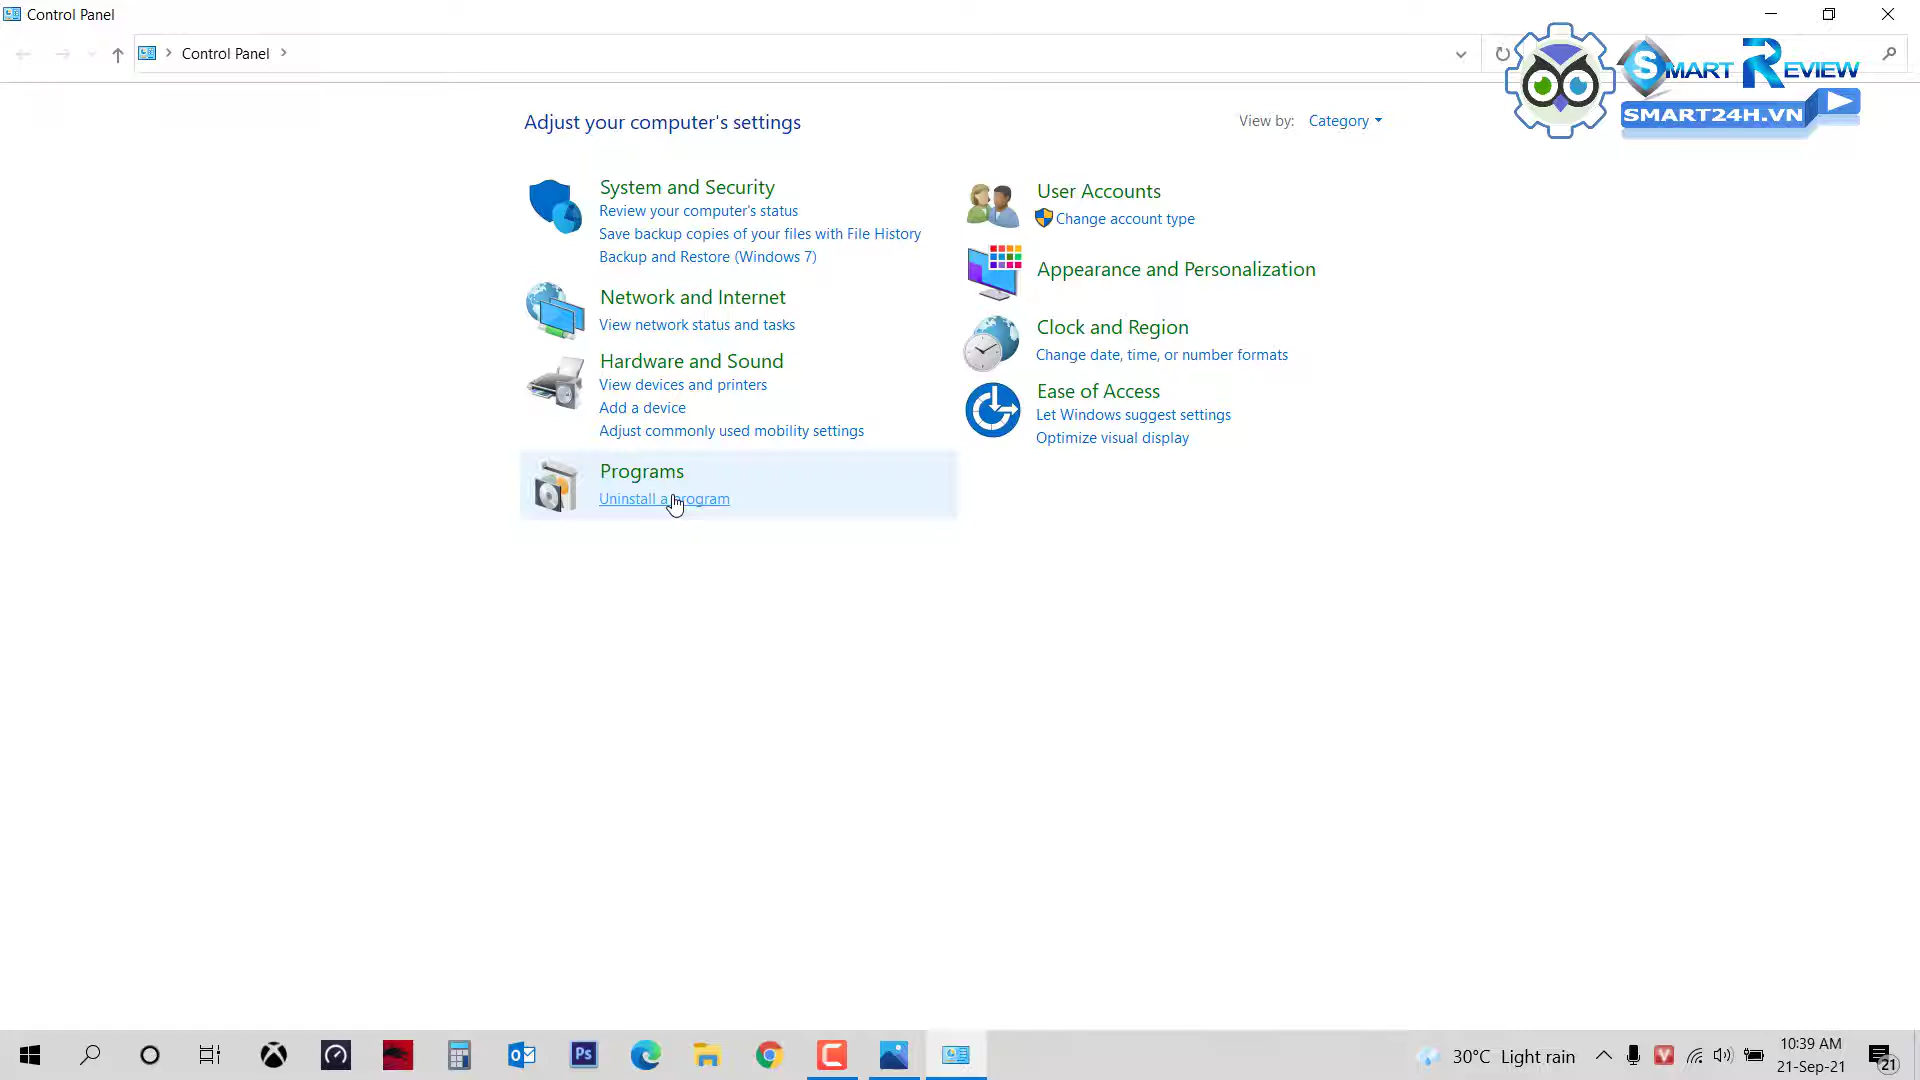 Control Panel
Control Panel
SMART REVIEW
SMART24H.VN
Adjust your computer's settings
View by: Category
System and Security
Review your computer's status
Save backup copies of your files with File History
Backup and Restore (Windows 7)
Network and Internet
View network status and tasks
Hardware and Sound
View devices and printers
Add a device
Adjust commonly used mobility settings
Programs
Uninstall a program
User Accounts
Change account type
Appearance and Personalization
Clock and Region
Change date, time, or number formats
Ease of Access
Let Windows suggest settings
Optimize visual display
Ps
30°C Light rain
V
10:39 AM
21-Sep-21
21